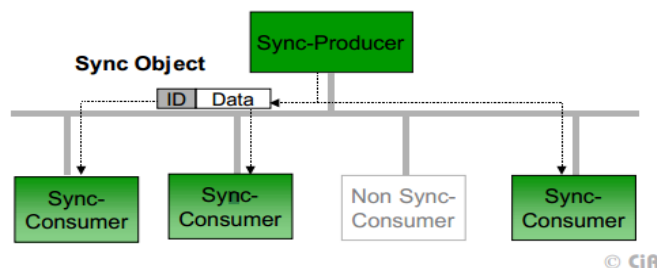 Sync-Producer
Sync Object
ID Data
Sync-
Consumer
Sync-
Consumer
Non Sync-
Consumer
Sync-
Consumer
© CiA